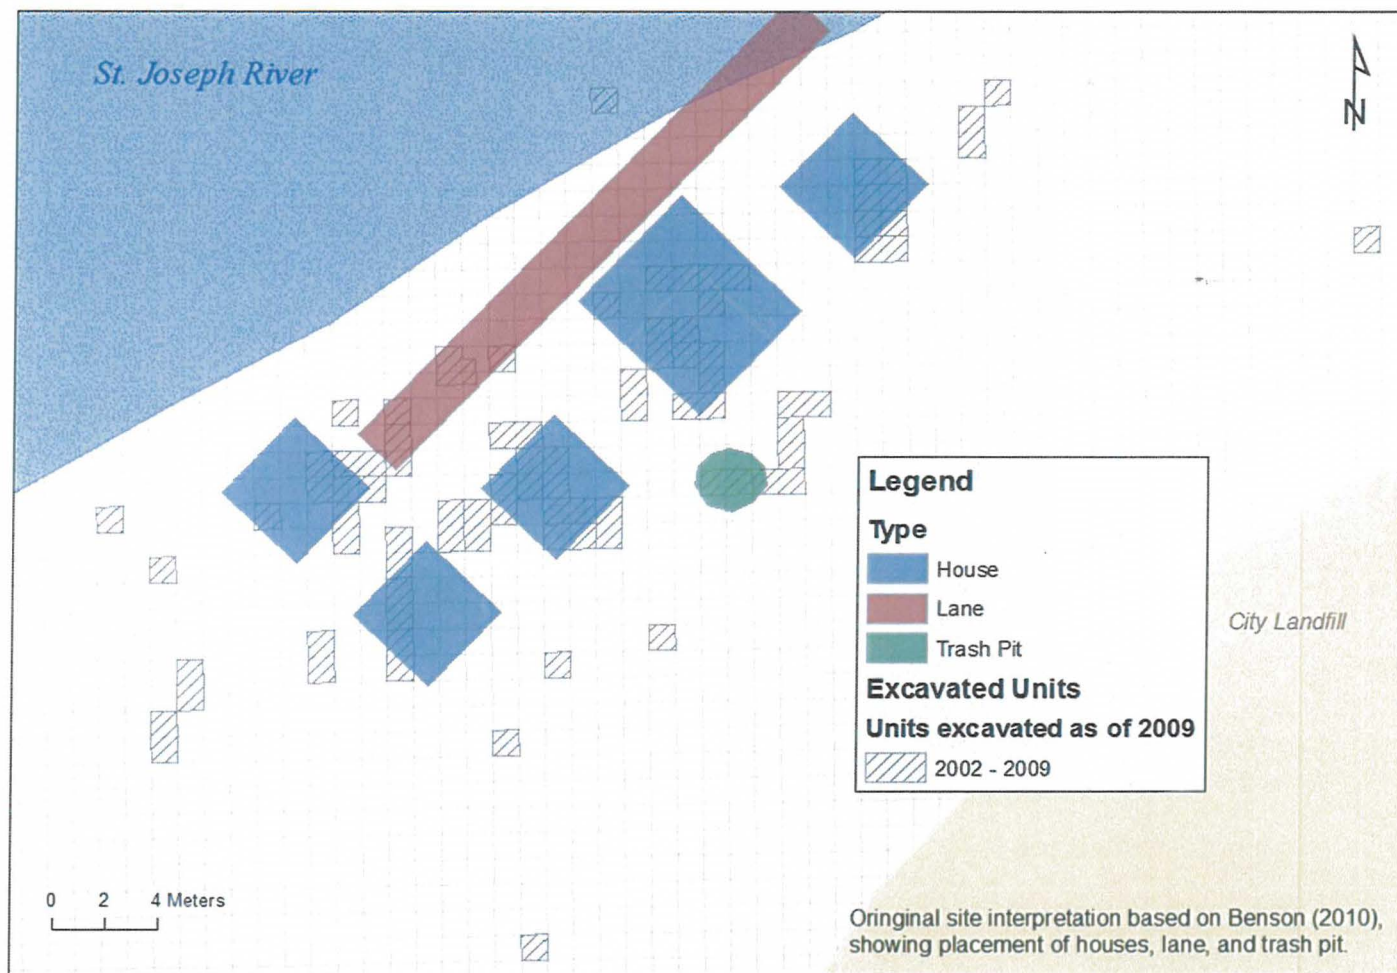 St. Joseph River
N
Legend
Type
House
Lane
Trash Pit
Excavated Units
Units excavated as of 2009
2002 - 2009
City Landfill
0 2 4 Meters
Oringinal site interpretation based on Benson (2010),
showing placement of houses, lane, and trash pit.